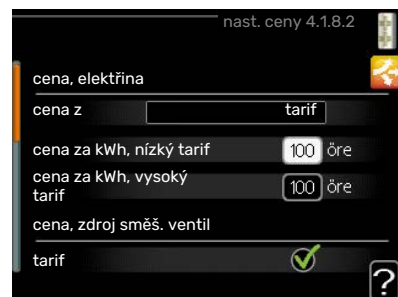 nast. ceny 4.1.8.2
cena, elektřina
cena z tarif
cena za kWh, nízký tarif 100 öre
cena za kWh, vysoký
tarif 100 öre
cena, zdroj směš. ventil
tarif
?